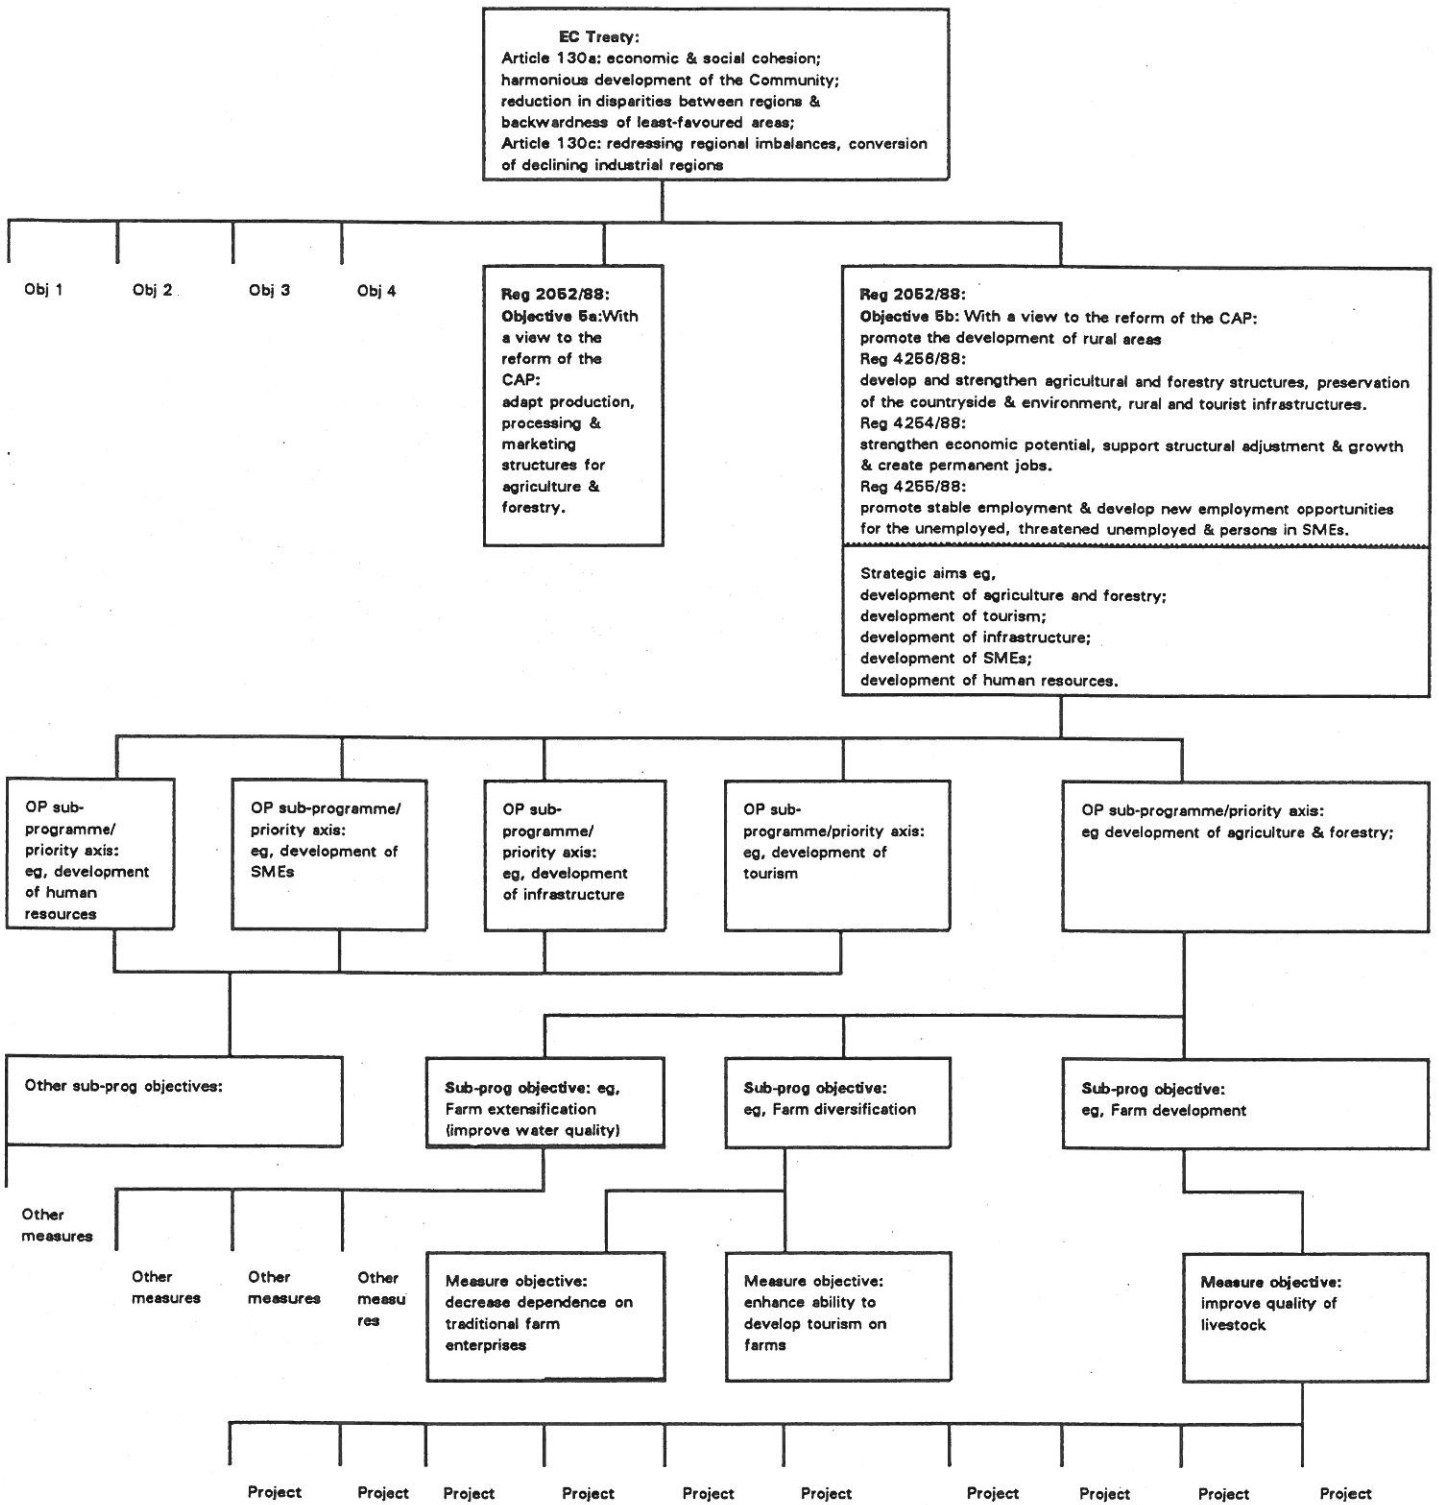 EC Treaty:
Article 130a: economic & social cohesion;
harmonious development of the Community;
reduction in disparities between regions &
backwardness of least-favoured areas;
Article 130c: redressing regional imbalances, conversion
of declining industrial regions
Obj 1
Obj 2
Obj 3
Obj 4
Reg 2052/88:
Objective 5a:With
a view to the
reform of the
CAP:
adapt production,
processing &
marketing
structures for
agriculture &
forestry.
Reg 2052/88:
Objective 5b: With a view to the reform of the CAP:
promote the development of rural areas
Reg 4256/88:
develop and strengthen agricultural and forestry structures, preservation
of the countryside & environment, rural and tourist infrastructures.
Reg 4254/88:
strengthen economic potential, support structural adjustment & growth
& create permanent jobs.
Reg 4255/88:
promote stable employment & develop new employment opportunities
for the unemployed, threatened unemployed & persons in SMEs.
Strategic aims eg,
development of agriculture and forestry;
development of tourism;
development of infrastructure;
development of SMEs;
development of human resources.
OP sub-
programme/
priority axis:
eg, development
of human
resources
OP sub-programme/
priority axis:
eg, development of
SMEs
OP sub-
programme/
priority axis:
eg, development
of infrastructure
OP sub-
programme/priority axis:
eg, development of
tourism
OP sub-programme/priority axis:
eg development of agriculture & forestry;
Other sub-prog objectives:
Sub-prog objective: eg,
Farm extensification
(improve water quality)
Sub-prog objective:
eg, Farm diversification
Sub-prog objective:
eg, Farm development
Other
measures
Other
measures
Other
measures
Other
measu
res
Measure objective:
decrease dependence on
traditional farm
enterprises
Measure objective:
enhance ability to
develop tourism on
farms
Measure objective:
improve quality of
livestock
Project
Project
Project
Project
Project
Project
Project
Project
Project
Project